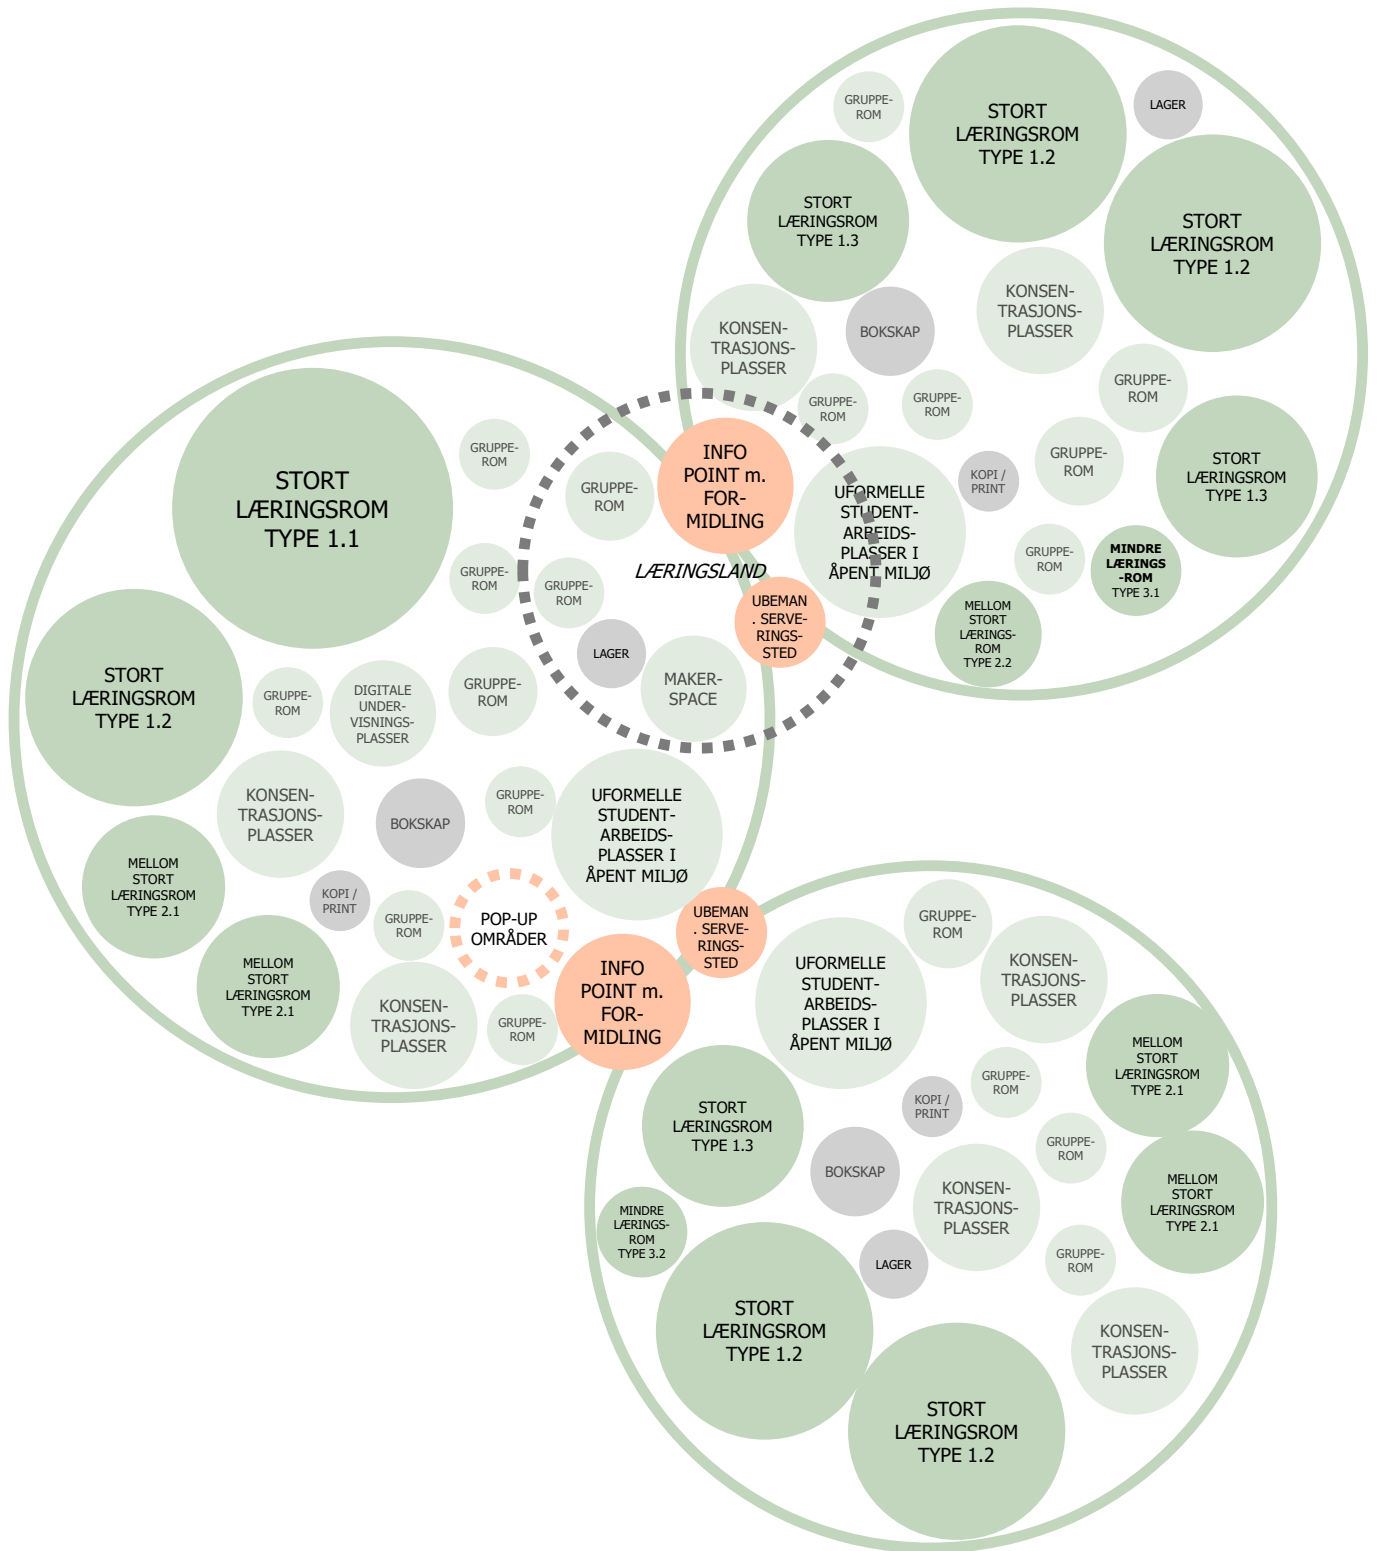 GRUPPE-
ROM
STORT
LÆRINGSROM
TYPE 1.2
LAGER
STORT
LÆRINGSROM
TYPE 1.3
STORT
LÆRINGSROM
TYPE 1.2
KONSEN-
TRASJONS-
PLASSER
BOKSKAP
KONSEN-
TRASJONS-
PLASSER
GRUPPE-
ROM
GRUPPE-
ROM
GRUPPE-
ROM
GRUPPE-
ROM
STORT
LÆRINGSROM
TYPE 1.3
KOPI /
PRINT
UFORMELLE
STUDENT-
ARBEIDS-
PLASSER I
ÅPENT MILJØ
GRUPPE-
ROM
MINDRE
LÆRINGS
-ROM
TYPE 3.1
MELLOM
STORT
LÆRINGS-
ROM
TYPE 2.2
INFO
POINT m.
FOR-
MIDLING
LÆRINGSLAND
UBEMAN
. SERVE-
RINGS-
STED
STORT
LÆRINGSROM
TYPE 1.1
GRUPPE-
ROM
GRUPPE-
ROM
GRUPPE-
ROM
GRUPPE-
ROM
LAGER
MAKER-
SPACE
STORT
LÆRINGSROM
TYPE 1.2
GRUPPE-
ROM
DIGITALE
UNDER-
VISNINGS-
PLASSER
GRUPPE-
ROM
KONSEN-
TRASJONS-
PLASSER
BOKSKAP
GRUPPE-
ROM
UFORMELLE
STUDENT-
ARBEIDS-
PLASSER I
ÅPENT MILJØ
MELLOM
STORT
LÆRINGSROM
TYPE 2.1
KOPI /
PRINT
GRUPPE-
ROM
POP-UP
OMRÅDER
MELLOM
STORT
LÆRINGSROM
TYPE 2.1
KONSEN-
TRASJONS-
PLASSER
GRUPPE-
ROM
INFO
POINT m.
FOR-
MIDLING
UBEMAN
. SERVE-
RINGS-
STED
UFORMELLE
STUDENT-
ARBEIDS-
PLASSER I
ÅPENT MILJØ
GRUPPE-
ROM
KONSEN-
TRASJONS-
PLASSER
MELLOM
STORT
LÆRINGSROM
TYPE 2.1
GRUPPE-
ROM
KOPI /
PRINT
STORT
LÆRINGSROM
TYPE 1.3
GRUPPE-
ROM
BOKSKAP
KONSEN-
TRASJONS-
PLASSER
MELLOM
STORT
LÆRINGSROM
TYPE 2.1
MINDRE
LÆRINGS-
ROM
TYPE 3.2
LAGER
GRUPPE-
ROM
STORT
LÆRINGSROM
TYPE 1.2
KONSEN-
TRASJONS-
PLASSER
STORT
LÆRINGSROM
TYPE 1.2